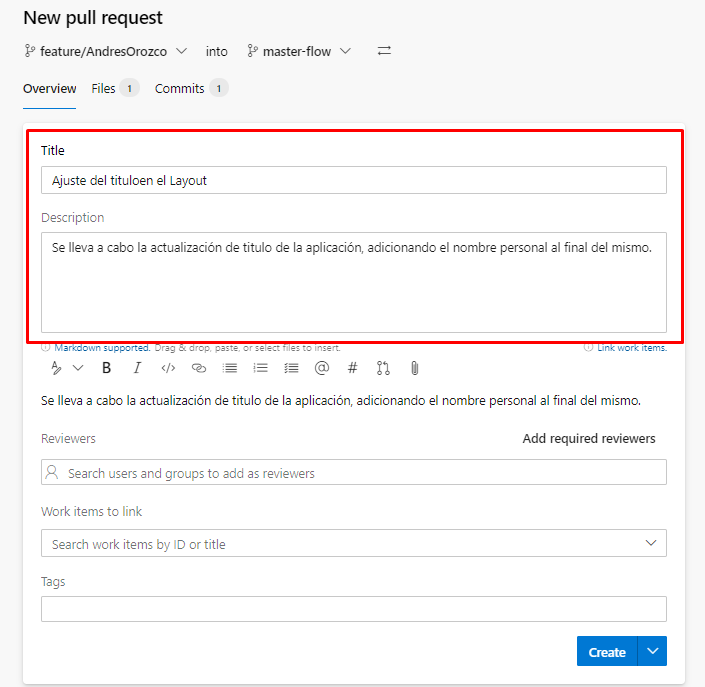 New pull request
feature/AndresOrozco into master-flow
Overview Files 1 Commits 1
Title
Ajuste del tituloen el Layout
Description
Se lleva a cabo la actualización de titulo de la aplicación, adicionando el nombre personal al final del mismo.
Markdown supported. Drag & drop, paste, or select files to insert. Link work items.
B I </> @ #
Se lleva a cabo la actualización de titulo de la aplicación, adicionando el nombre personal al final del mismo.
Reviewers Add required reviewers
Search users and groups to add as reviewers
Work items to link
Search work items by ID or title
Tags
Create